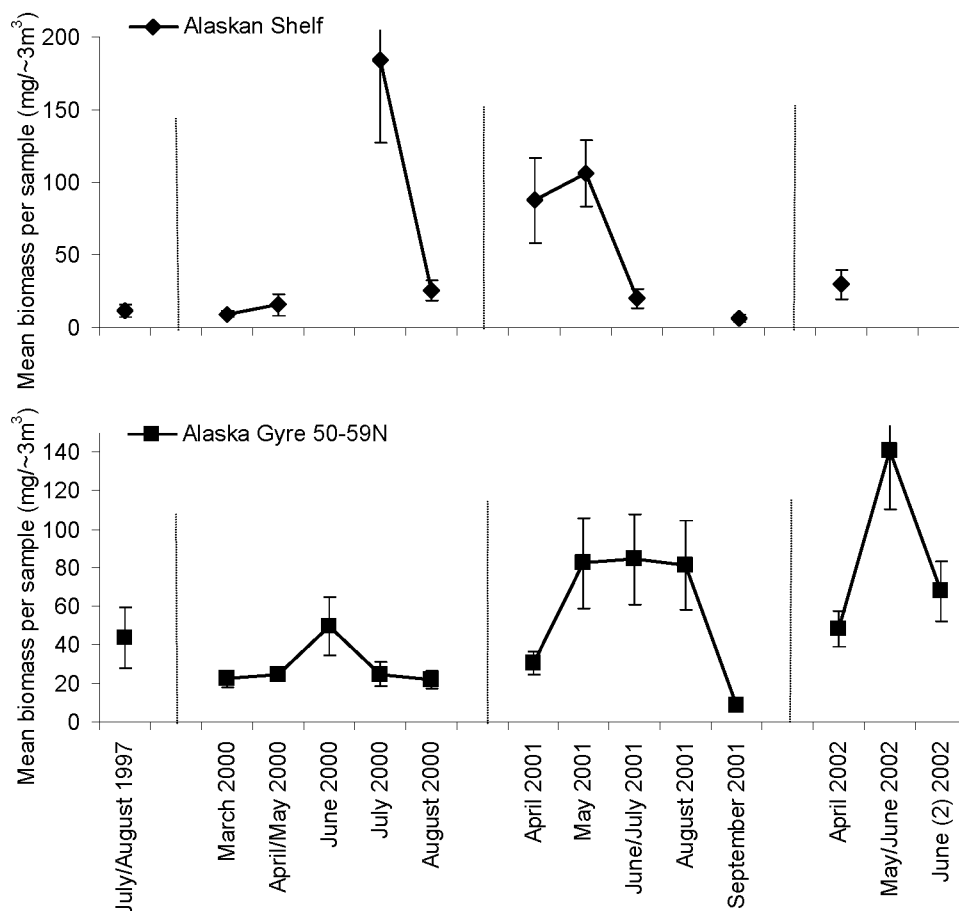 Alaskan Shelf
Mean biomass per sample (mg/~3m³)
200
150
100
50
0
Alaska Gyre 50-59N
Mean biomass per sample (mg/~3m³)
140
120
100
80
60
40
20
0
July/August 1997
March 2000
April/May 2000
June 2000
July 2000
August 2000
April 2001
May 2001
June/July 2001
August 2001
September 2001
April 2002
May/June 2002
June (2) 2002